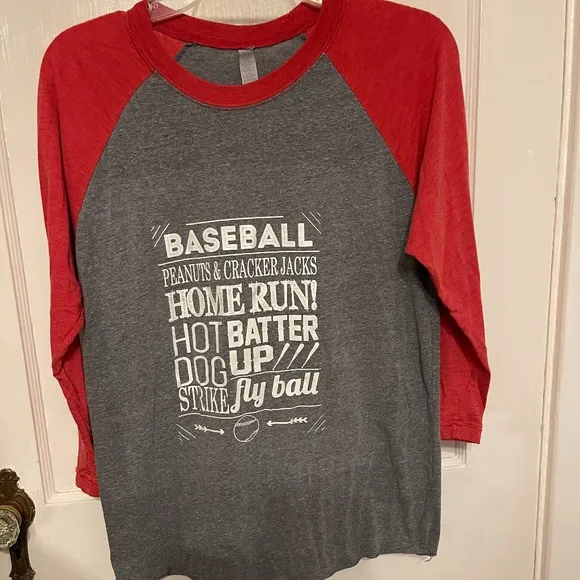 BASEBALL
PEANUTS & CRACKER JACKS
HOME RUN!
HOT BATTER
DOG UP///
STRIKE fly ball